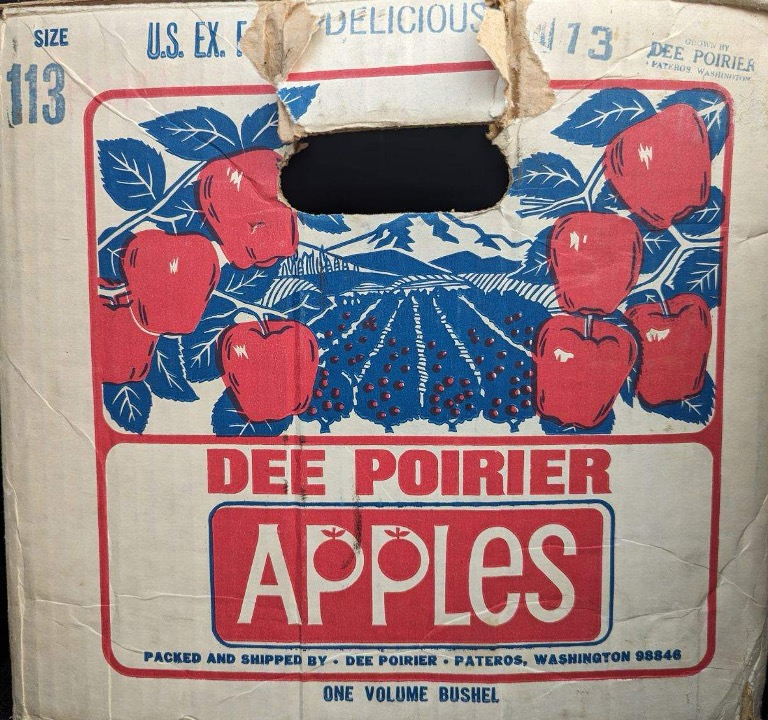 SIZE
113
U.S. EX.
DELICIOUS
13
GROWN BY
DEE POIRIER
PATEROS, WASHINGTON
DEE POIRIER
APPLes
PACKED AND SHIPPED BY • DEE POIRIER • PATEROS, WASHINGTON 98846
ONE VOLUME BUSHEL